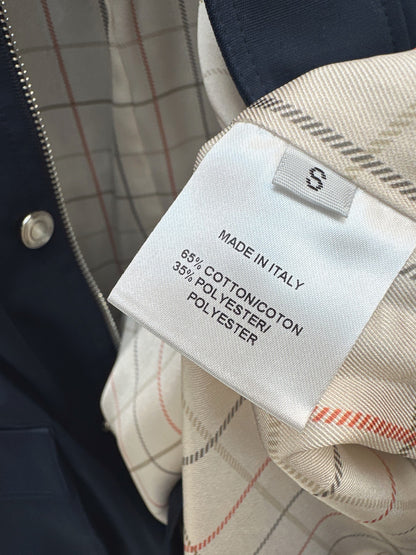 S
MADE IN ITALY
65% COTTON/COTON
35% POLYESTER/
POLYESTER